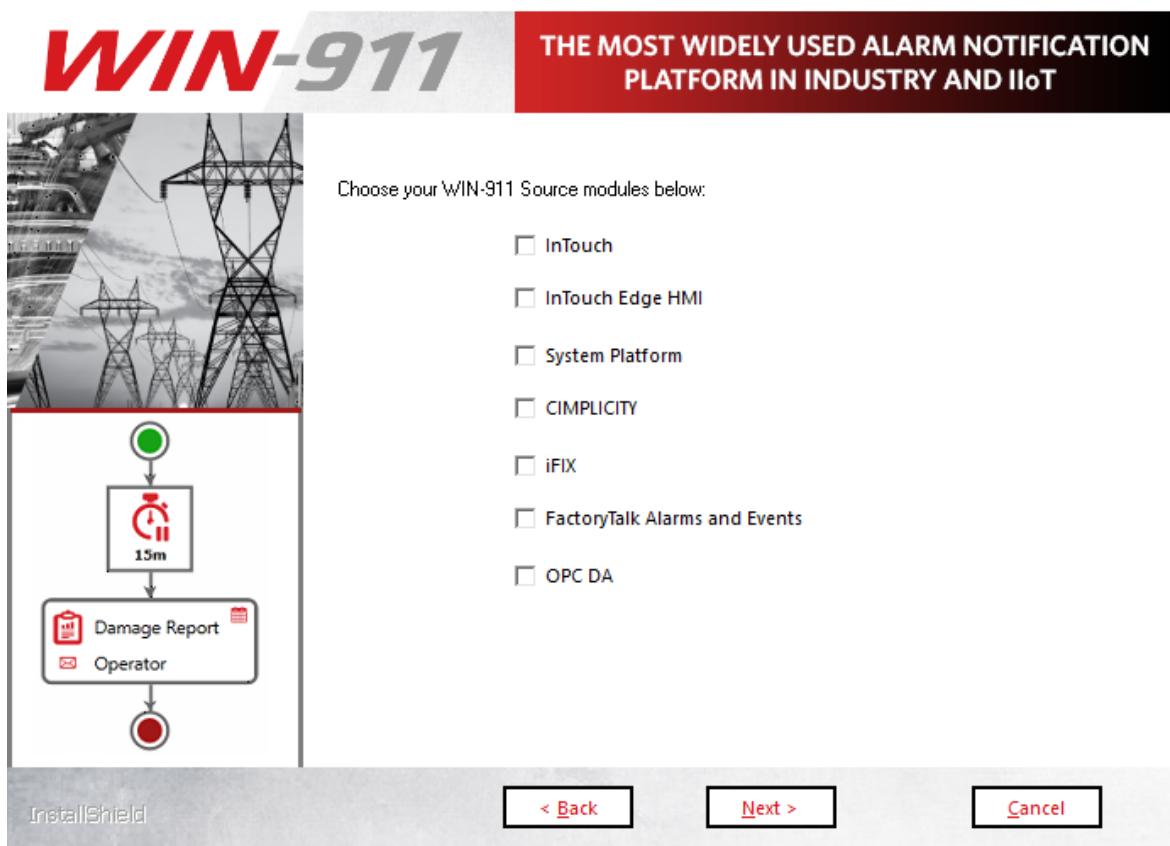 WIN-911
THE MOST WIDELY USED ALARM NOTIFICATION
PLATFORM IN INDUSTRY AND IIoT
Choose your WIN-911 Source modules below:
InTouch
InTouch Edge HMI
System Platform
CIMPLICITY
iFIX
FactoryTalk Alarms and Events
OPC DA
15m
Damage Report
Operator
InstallShield
< Back
Next >
Cancel